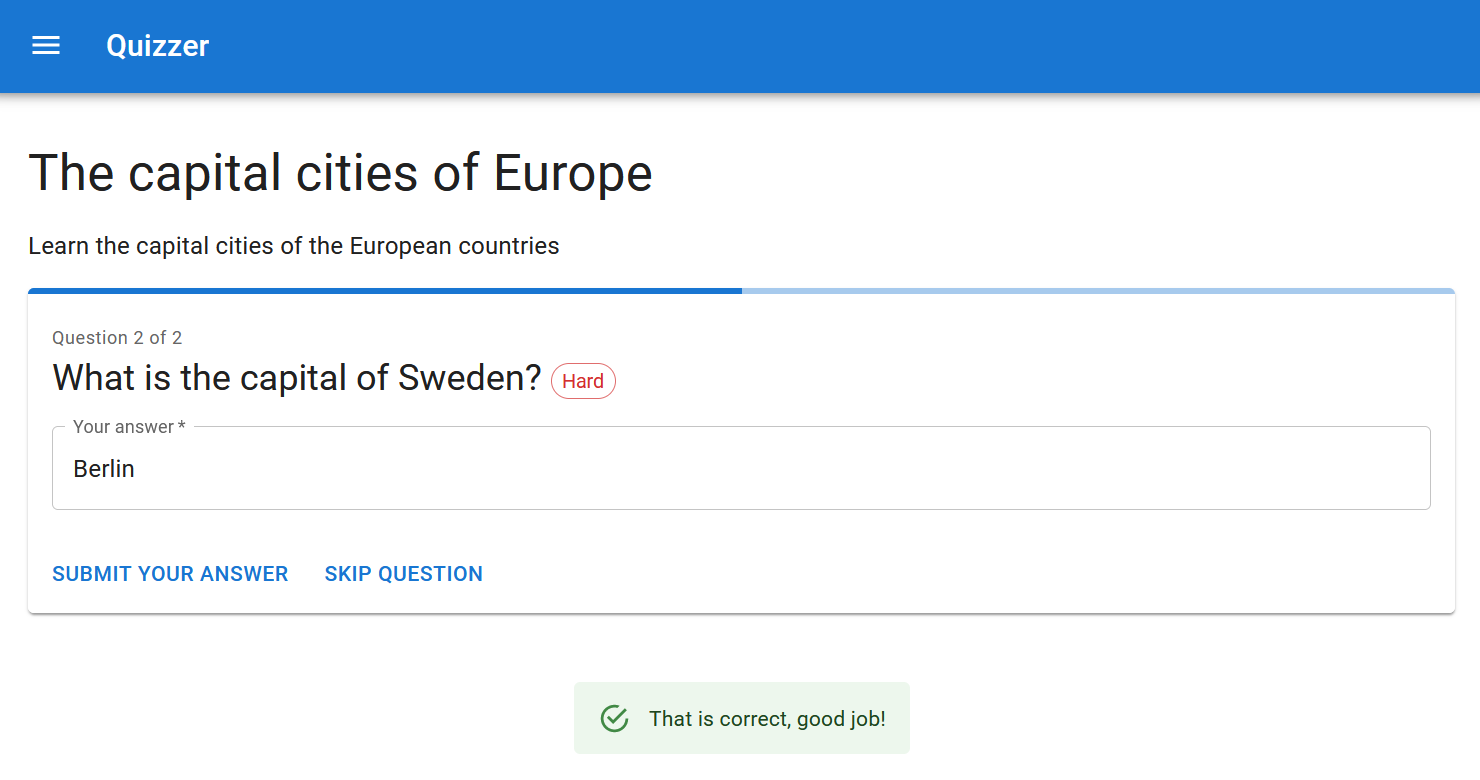 Quizzer
The capital cities of Europe
Learn the capital cities of the European countries
Question 2 of 2
What is the capital of Sweden? Hard
Your answer *
Berlin
SUBMIT YOUR ANSWER SKIP QUESTION
That is correct, good job!